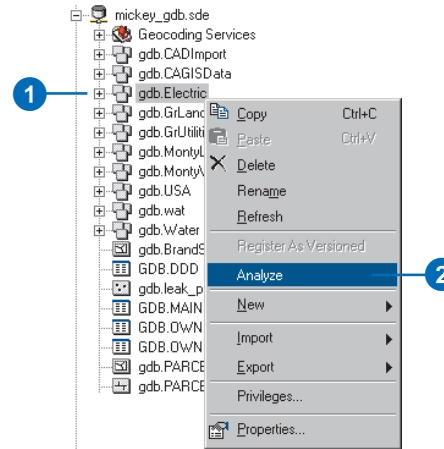 mickey_gdb.sde
Geocoding Services
gdb.CADImport
gdb.CAGISData
1
gdb.Electric
gdb.GrLand
gdb.GrUtiliti
gdb.Monty
gdb.Monty
gdb.USA
gdb.wat
gdb.Water
gdb.BrandS
GDB.DDD
gdb.leak_p
GDB.MAIN
GDB.OWN
GDB.OWN
gdb.PARCE
gdb.PARCE
Copy Ctrl+C
Paste Ctrl+V
Delete
Rename
Refresh
Register As Versioned
Analyze
2
New
Import
Export
Privileges...
Properties...